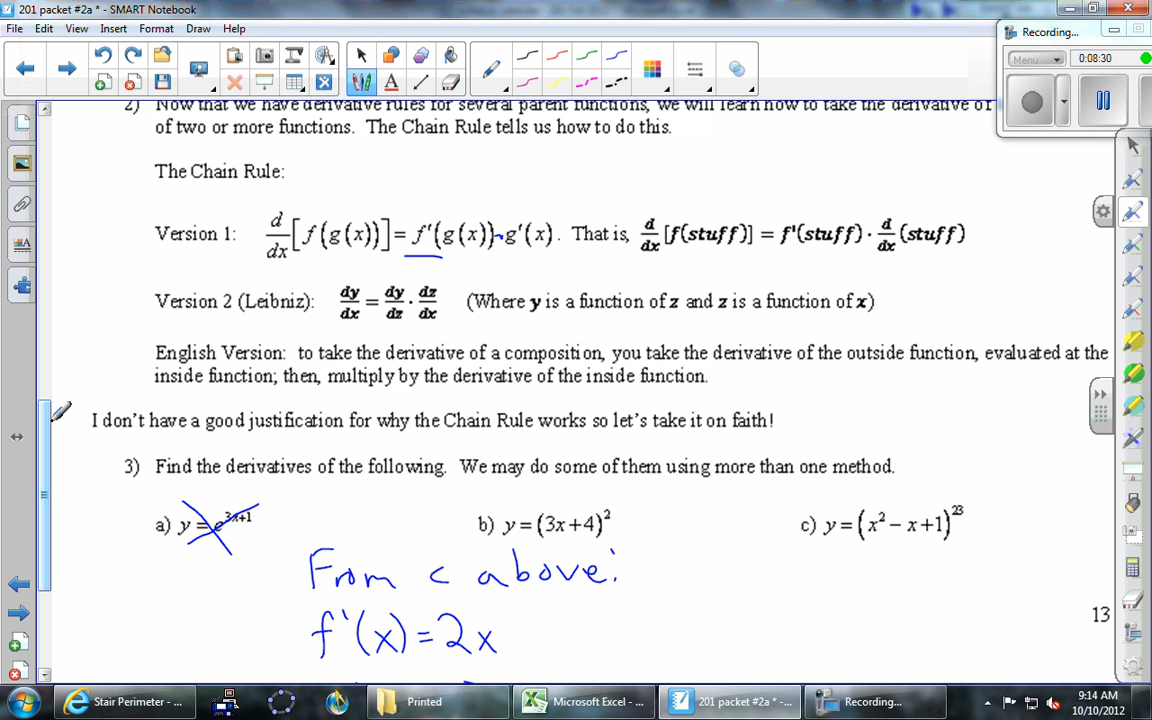 201 packet #2a * - SMART Notebook
File Edit View Insert Format Draw Help
Recording...
Menu
0:08:30
2) Now that we have derivative rules for several parent functions, we will learn how to take the derivative of
of two or more functions. The Chain Rule tells us how to do this.
The Chain Rule:
Version 1: d/dx [f(g(x))] = f'(g(x)) · g'(x). That is, d/dx [f(stuff)] = f'(stuff) · d/dx (stuff)
Version 2 (Leibniz): dy/dx = dy/dz · dz/dx (Where y is a function of z and z is a function of x)
English Version: to take the derivative of a composition, you take the derivative of the outside function, evaluated at the
inside function; then, multiply by the derivative of the inside function.
I don't have a good justification for why the Chain Rule works so let's take it on faith!
3) Find the derivatives of the following. We may do some of them using more than one method.
a) y = e^(3x+1) b) y = (3x+4)^2 c) y = (x^2 − x + 1)^23
From c above:
f'(x) = 2x
13
Stair Perimeter - ...
Printed
Microsoft Excel - ...
201 packet #2a * -...
Recording...
9:14 AM
10/10/2012